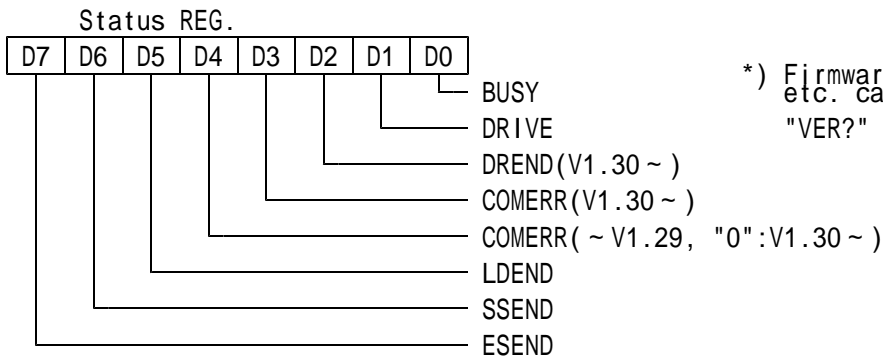 Status REG.
D7 D6 D5 D4 D3 D2 D1 D0
*) Firmwar
BUSY etc. ca
DRIVE "VER?"
DREND(V1.30~)
COMERR(V1.30~)
COMERR(~V1.29, "0":V1.30~)
LDEND
SSEND
ESEND